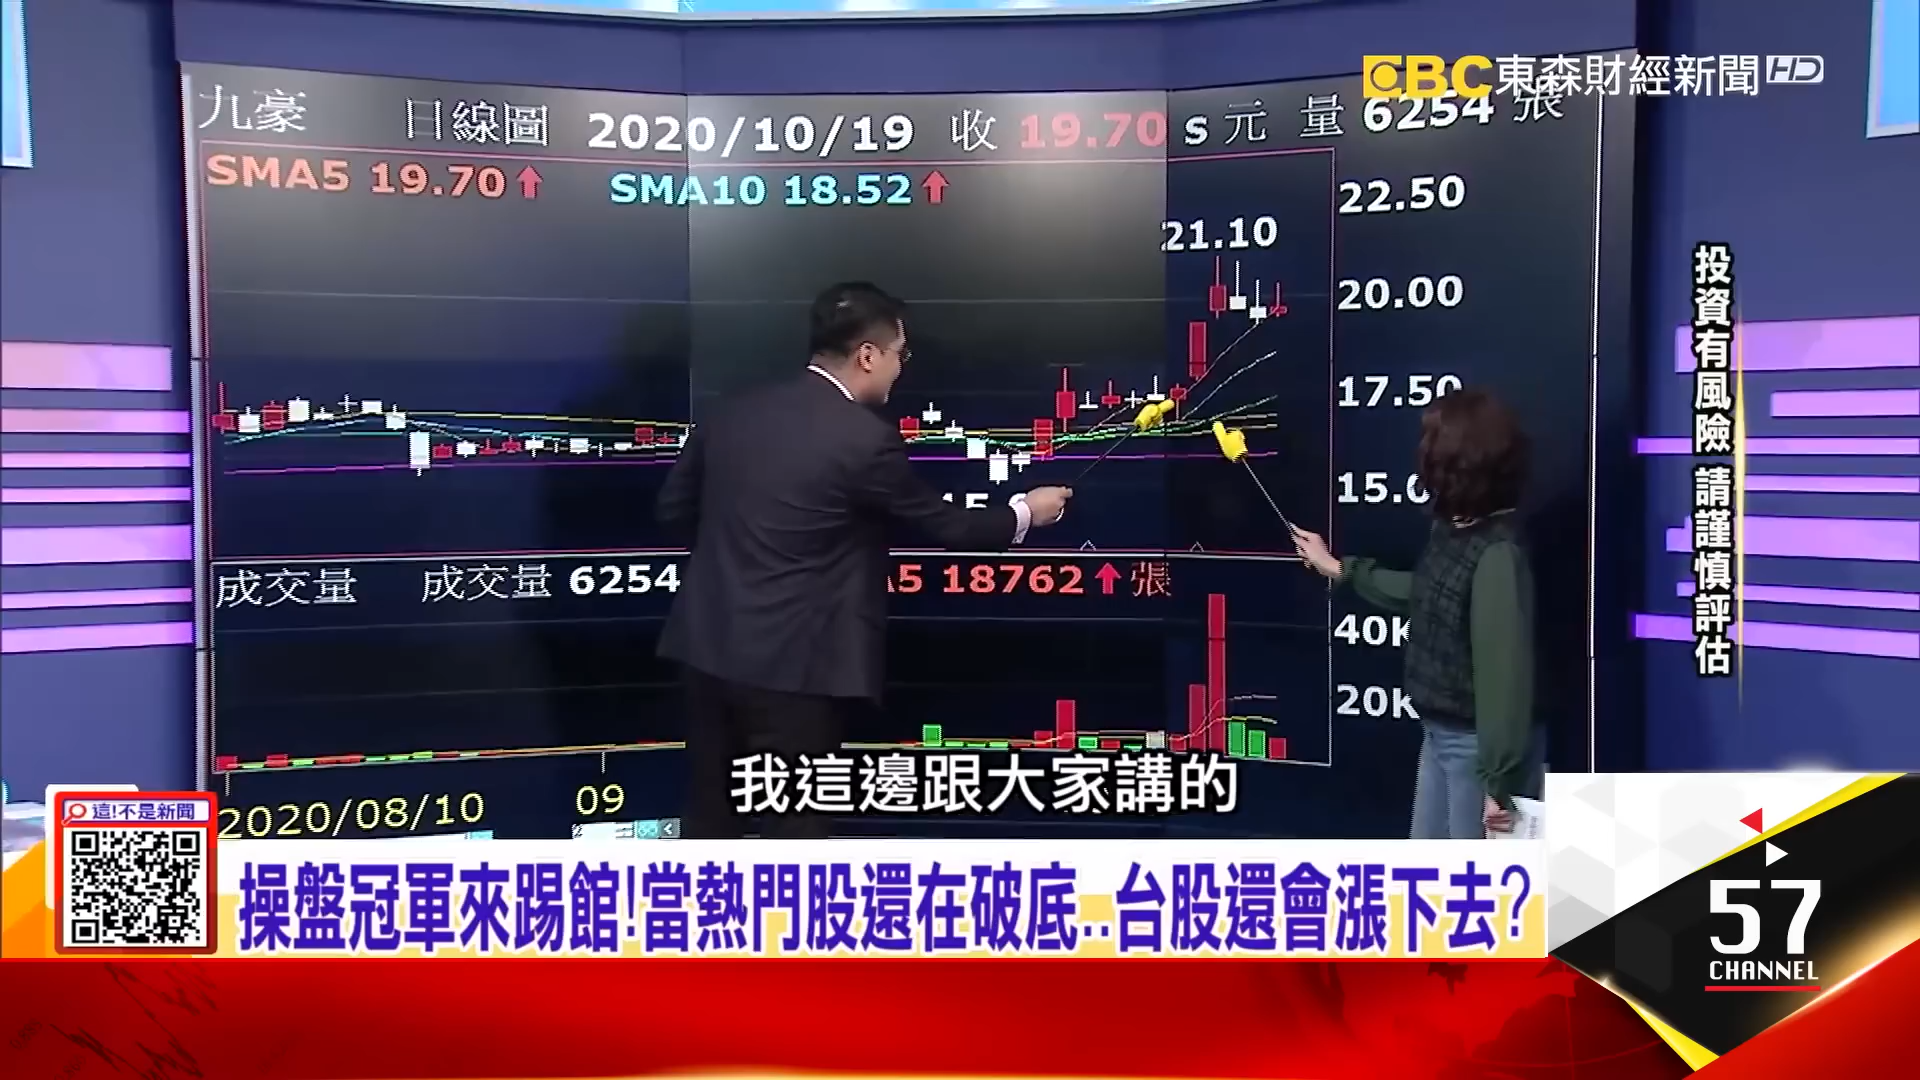 EBC 東森財經新聞 HD
九豪 日線圖 2020/10/19 收 19.70 s 元 量 6254 張
SMA5 19.70↑ SMA10 18.52↑
22.50
21.10
20.00
17.50
15.0
成交量 成交量 6254
A5 18762↑ 張
40K
20K
2020/08/10
09
投資有風險 請謹慎評估
我這邊跟大家講的
這!不是新聞
操盤冠軍來踢館!當熱門股還在破底..台股還會漲下去?
57
CHANNEL